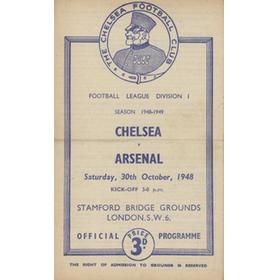 THE CHELSEA FOOTBALL CLUB
FOOTBALL LEAGUE DIVISION 1
SEASON 1948-1949
CHELSEA
v
ARSENAL
Saturday, 30th October, 1948
KICK-OFF 3-0 p.m.
STAMFORD BRIDGE GROUNDS
LONDON, S.W.6.
OFFICIAL PRICE 3D. PROGRAMME
THE RIGHT OF ADMISSION TO GROUNDS IS RESERVED